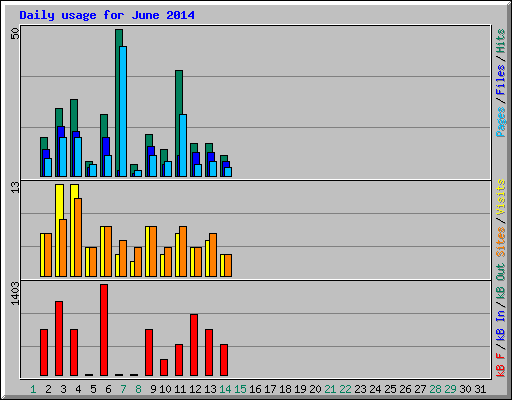 Daily usage for June 2014
50
Pages / Files / Hits
13
Sites / Visits
1403
kB F / kB In / kB Out
1 2 3 4 5 6 7 8 9 10 11 12 13 14 15 16 17 18 19 20 21 22 23 24 25 26 27 28 29 30 31